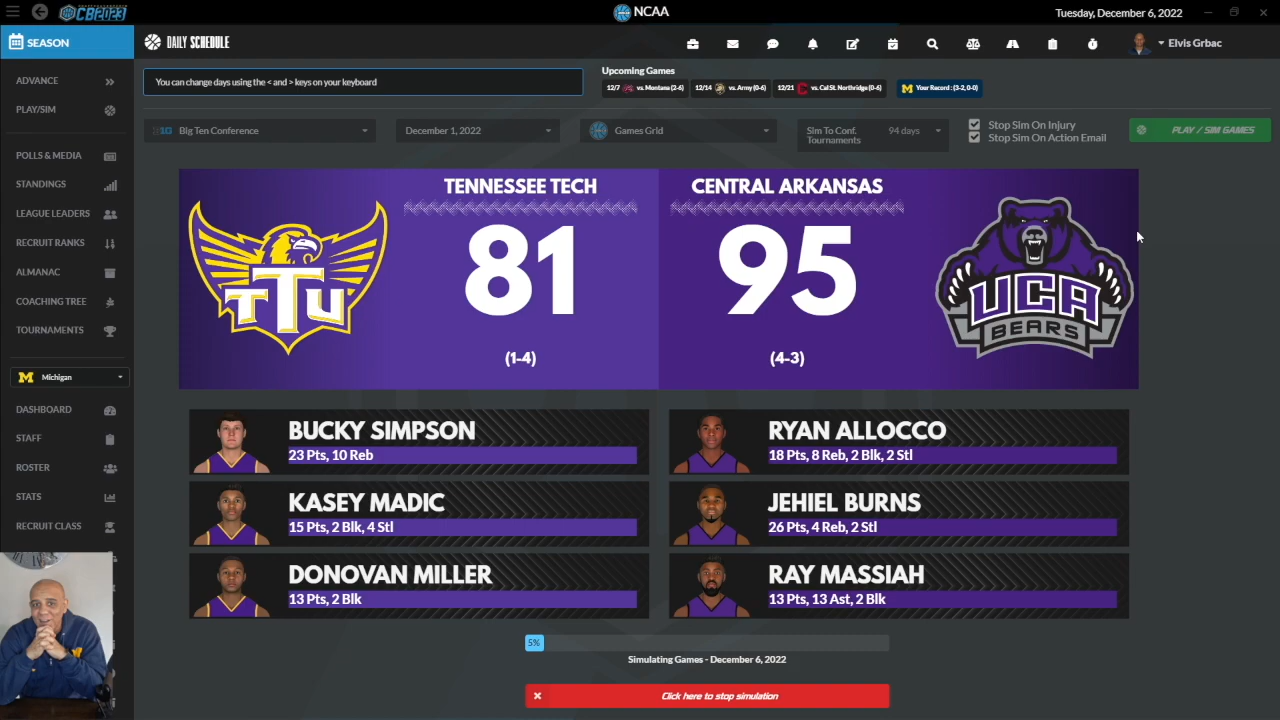 CB2023
NCAA
Tuesday, December 6, 2022
SEASON
DAILY SCHEDULE
Elvis Grbac
You can change days using the < and > keys on your keyboard
Upcoming Games
12/7 vs. Montana (2-6)
12/14 vs. Army (0-6)
12/21 vs. Cal St. Northridge (0-6)
Your Record : (3-2, 0-0)
ADVANCE
PLAY/SIM
POLLS & MEDIA
STANDINGS
LEAGUE LEADERS
RECRUIT RANKS
ALMANAC
COACHING TREE
TOURNAMENTS
Michigan
DASHBOARD
STAFF
ROSTER
STATS
RECRUIT CLASS
B1G Big Ten Conference
December 1, 2022
Games Grid
Sim To Conf. Tournaments
94 days
Stop Sim On Injury
Stop Sim On Action Email
PLAY / SIM GAMES
TTU
TENNESSEE TECH
81
(1-4)
CENTRAL ARKANSAS
95
(4-3)
UCA
BEARS
BUCKY SIMPSON
23 Pts, 10 Reb
KASEY MADIC
15 Pts, 2 Blk, 4 Stl
DONOVAN MILLER
13 Pts, 2 Blk
RYAN ALLOCCO
18 Pts, 8 Reb, 2 Blk, 2 Stl
JEHIEL BURNS
26 Pts, 4 Reb, 2 Stl
RAY MASSIAH
13 Pts, 13 Ast, 2 Blk
5%
Simulating Games - December 6, 2022
Click here to stop simulation